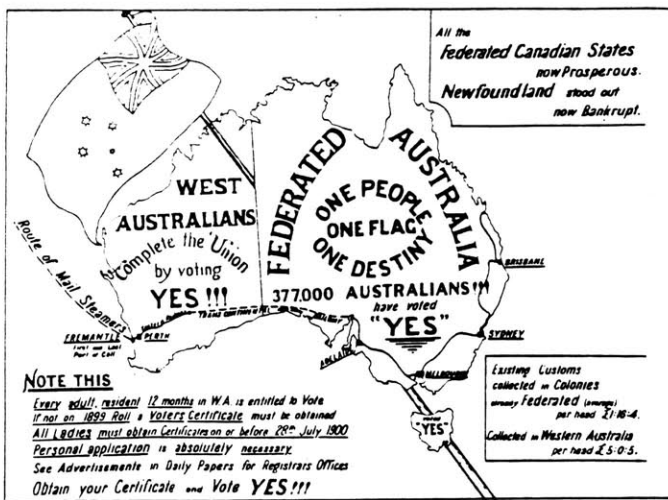 All the
Federated Canadian States
now Prosperous.
Newfoundland stood out
now Bankrupt.
WEST
AUSTRALIANS
Complete the Union
by voting
YES!!!
FEDERATED
AUSTRALIA
ONE PEOPLE
ONE FLAG
ONE DESTINY
377,000 AUSTRALIANS!!!
have voted
"YES"
Route of Mail Steamers
FREMANTLE
PERTH
First and Last
Port of Call
BRISBANE
SYDNEY
MELBOURNE
ADELAIDE
"YES"
NOTE THIS
Every adult, resident 12 months in W.A. is entitled to Vote
If not on 1899 Roll a Voters Certificate must be obtained
All Ladies must obtain Certificates on or before 28th July 1900
Personal application is absolutely necessary
See Advertisements in Daily Papers for Registrars Offices
Obtain your Certificate and Vote YES!!!
Existing Customs
collected in Colonies
already Federated (average)
per head £1:16:4.
Collected in Western Australia
per head £5:0:5.